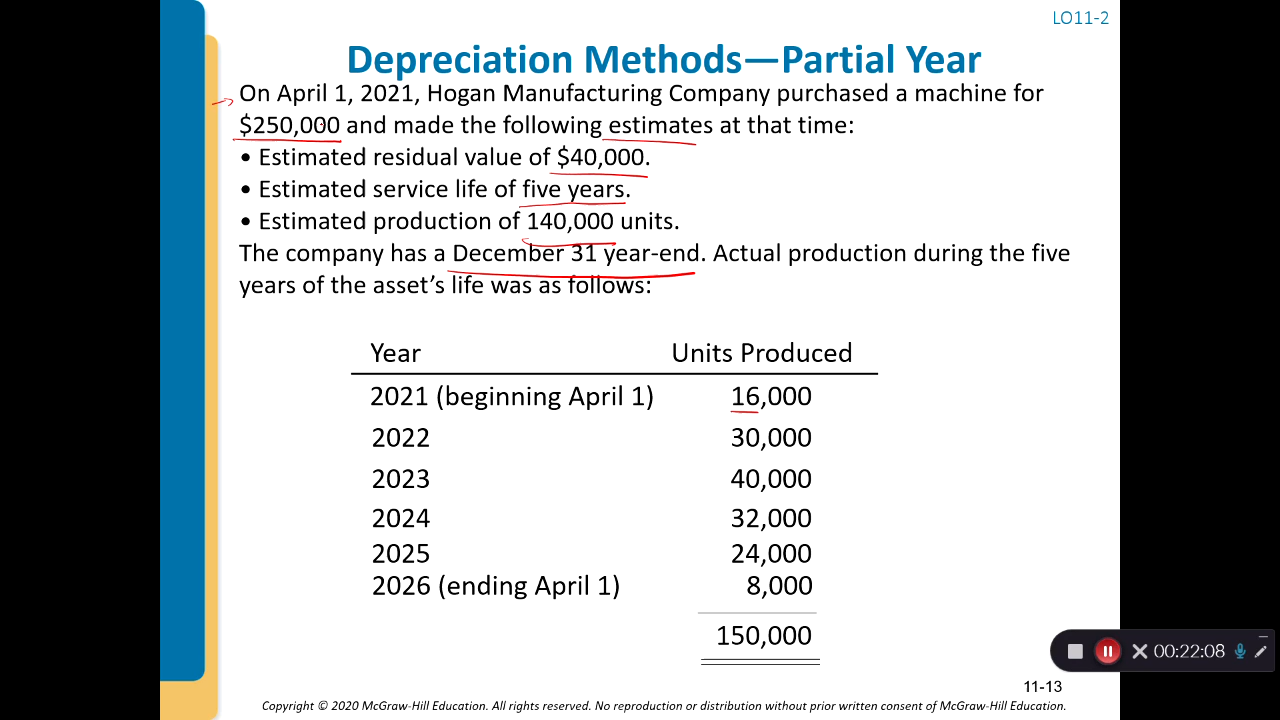 LO11-2
Depreciation Methods—Partial Year
On April 1, 2021, Hogan Manufacturing Company purchased a machine for
$250,000 and made the following estimates at that time:
• Estimated residual value of $40,000.
• Estimated service life of five years.
• Estimated production of 140,000 units.
The company has a December 31 year-end. Actual production during the five
years of the asset’s life was as follows:
Year Units Produced
2021 (beginning April 1) 16,000
2022 30,000
2023 40,000
2024 32,000
2025 24,000
2026 (ending April 1) 8,000
150,000
00:22:08
11-13
Copyright © 2020 McGraw-Hill Education. All rights reserved. No reproduction or distribution without prior written consent of McGraw-Hill Education.